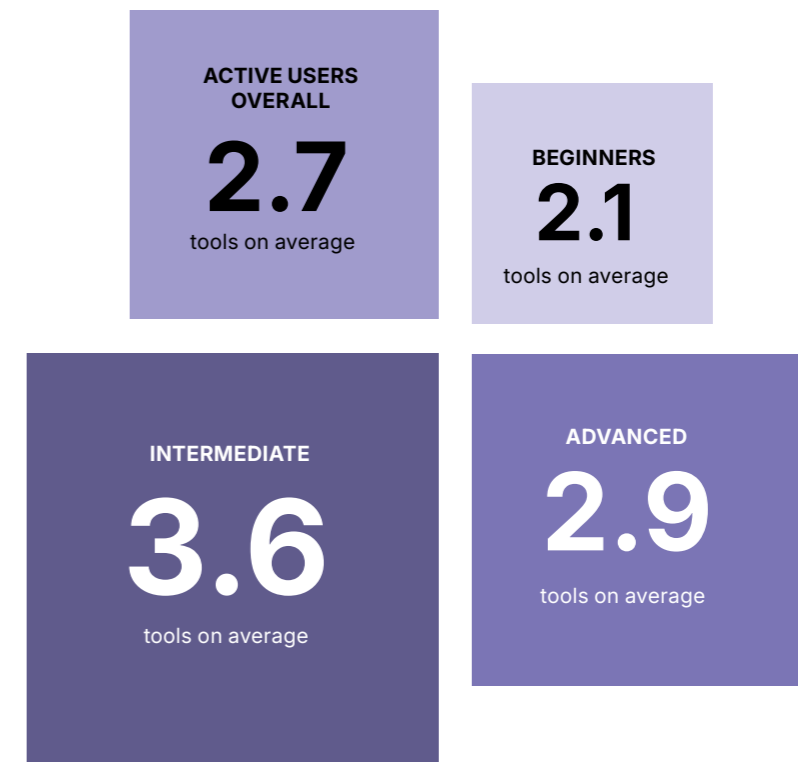 ACTIVE USERS
OVERALL
2.7
tools on average
BEGINNERS
2.1
tools on average
INTERMEDIATE
3.6
tools on average
ADVANCED
2.9
tools on average